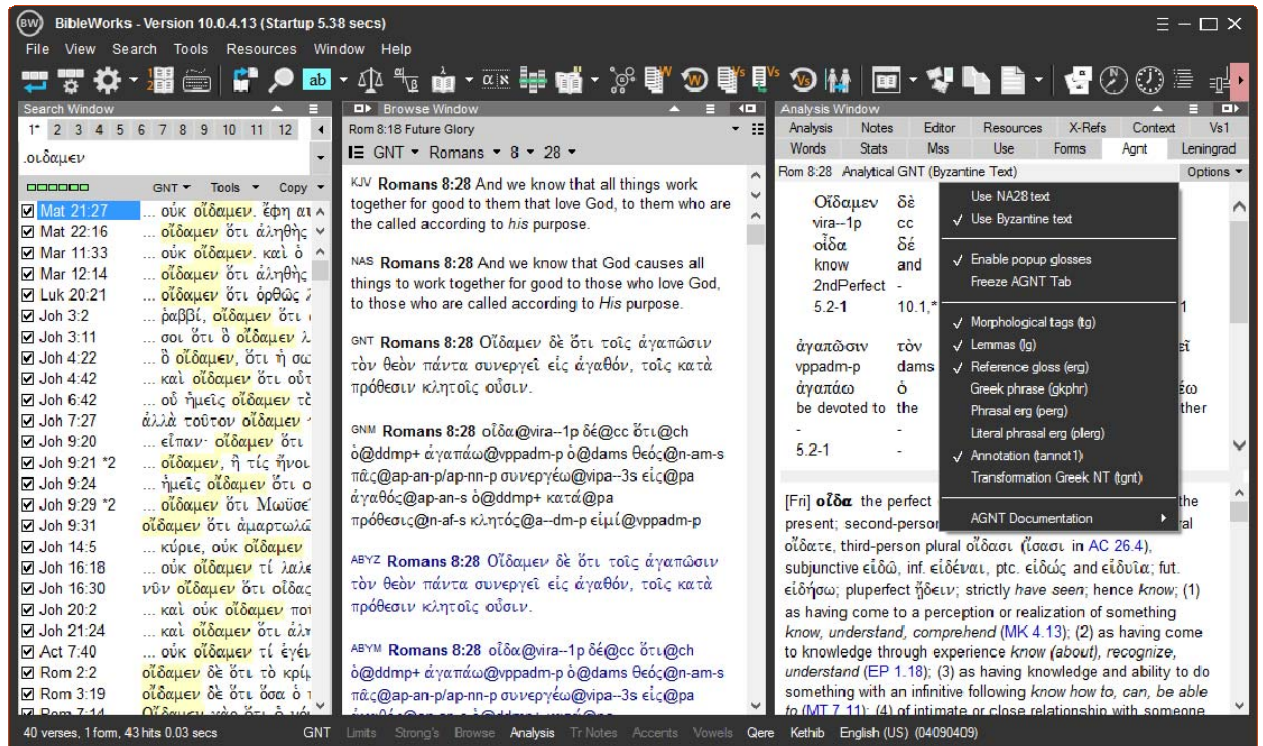 BW BibleWorks - Version 10.0.4.13 (Startup 5.38 secs)
File View Search Tools Resources Window Help
Search Window
1* 2 3 4 5 6 7 8 9 10 11 12
.οιδαμεν
GNT Tools Copy
Mat 21:27 ... οὐκ οἴδαμεν. ἔφη
Mat 22:16 ... οἴδαμεν ὅτι ἀληθὴς
Mar 11:33 ... οὐκ οἴδαμεν. καὶ ὁ
Mar 12:14 ... οἴδαμεν ὅτι ἀληθὴς
Luk 20:21 ... οἴδαμεν ὅτι ὀρθῶς
Joh 3:2 ... ῥαββί, οἴδαμεν ὅτι
Joh 3:11 ... σοι ὅτι ὃ οἴδαμεν
Joh 4:22 ... ὃ οἴδαμεν, ὅτι ἡ
Joh 4:42 ... καὶ οἴδαμεν ὅτι
Joh 6:42 ... οὗ ἡμεῖς οἴδαμεν
Joh 7:27 ἀλλὰ τοῦτον οἴδαμεν
Joh 9:20 ... εἶπαν· οἴδαμεν ὅτι
Joh 9:21 *2 ... οἴδαμεν, ἢ τίς
Joh 9:24 ... ἡμεῖς οἴδαμεν ὅτι
Joh 9:29 *2 ... οἴδαμεν ὅτι
Joh 9:31 οἴδαμεν ὅτι
Joh 14:5 ... κύριε, οὐκ οἴδαμεν
Joh 16:18 ... οὐκ οἴδαμεν τί
Joh 16:30 νῦν οἴδαμεν ὅτι οἶδας
Joh 20:2 ... καὶ οὐκ οἴδαμεν
Joh 21:24 ... καὶ οἴδαμεν ὅτι
Act 7:40 ... οὐκ οἴδαμεν τί
Rom 2:2 οἴδαμεν δὲ ὅτι τὸ
Rom 3:19 οἴδαμεν δὲ ὅτι ὅσα ὁ
Rom 7:14 Οἴδαμεν γὰρ ὅτι ὁ
Browse Window
Rom 8:18 Future Glory
GNT Romans 8 28
KJV Romans 8:28 And we know that all things work
together for good to them that love God, to them who are
the called according to his purpose.
NAS Romans 8:28 And we know that God causes all
things to work together for good to those who love God,
to those who are called according to His purpose.
GNT Romans 8:28 Οἴδαμεν δὲ ὅτι τοῖς ἀγαπῶσιν
τὸν θεὸν πάντα συνεργεῖ εἰς ἀγαθόν, τοῖς κατὰ
πρόθεσιν κλητοῖς οὖσιν.
GNM Romans 8:28 οἶδα@vira--1p δέ@cc ὅτι@ch
ὁ@ddmp+ ἀγαπάω@vppadm-p ὁ@dams θεός@n-am-s
πᾶς@ap-an-p/ap-nn-p συνεργέω@vipa--3s εἰς@pa
ἀγαθός@ap-an-s ὁ@ddmp+ κατά@pa
πρόθεσις@n-af-s κλητός@a--dm-p εἰμί@vppadm-p
ABYZ Romans 8:28 Οἴδαμεν δὲ ὅτι τοῖς ἀγαπῶσιν
τὸν θεὸν πάντα συνεργεῖ εἰς ἀγαθόν, τοῖς κατὰ
πρόθεσιν κλητοῖς οὖσιν.
ABYM Romans 8:28 οἶδα@vira--1p δέ@cc ὅτι@ch
ὁ@ddmp+ ἀγαπάω@vppadm-p ὁ@dams θεός@n-am-s
πᾶς@ap-an-p/ap-nn-p συνεργέω@vipa--3s εἰς@pa
Analysis Window
Analysis Notes Editor Resources X-Refs Context Vs1
Words Stats Mss Use Forms Agnt Leningrad
Rom 8:28 Analytical GNT (Byzantine Text) Options
Οἴδαμεν δὲ
vira--1p cc
οἶδα δέ
know and
2ndPerfect -
5.2-1 10.1,* 1
ἀγαπῶσιν τὸν
vppadm-p dams
ἀγαπάω ὁ
be devoted to the
- -
5.2-1 -
Use NA28 text
✓ Use Byzantine text
✓ Enable popup glosses
Freeze AGNT Tab
✓ Morphological tags (tg)
✓ Lemmas (lg)
✓ Reference gloss (erg)
Greek phrase (gkphr)
Phrasal erg (perg)
Literal phrasal erg (plerg)
✓ Annotation (tannot1)
Transformation Greek NT (tgnt)
AGNT Documentation
[Fri] οἶδα the perfect the
present; second-person
οἴδατε, third-person plural οἴδασι (ἴσασι in AC 26.4),
subjunctive εἰδῶ, inf. εἰδέναι, ptc. εἰδώς and εἰδυῖα; fut.
εἰδήσω; pluperfect ᾔδειν; strictly have seen; hence know; (1)
as having come to a perception or realization of something
know, understand, comprehend (MK 4.13); (2) as having come
to knowledge through experience know (about), recognize,
understand (EP 1.18); (3) as having knowledge and ability to do
something with an infinitive following know how to, can, be able
to (MT 7.11); (4) of intimate or close relationship with someone
40 verses, 1 form, 43 hits 0.03 secs GNT Limits Strong's Browse Analysis Tr Notes Accents Vowels Qere Kethib English (US) (04090409)